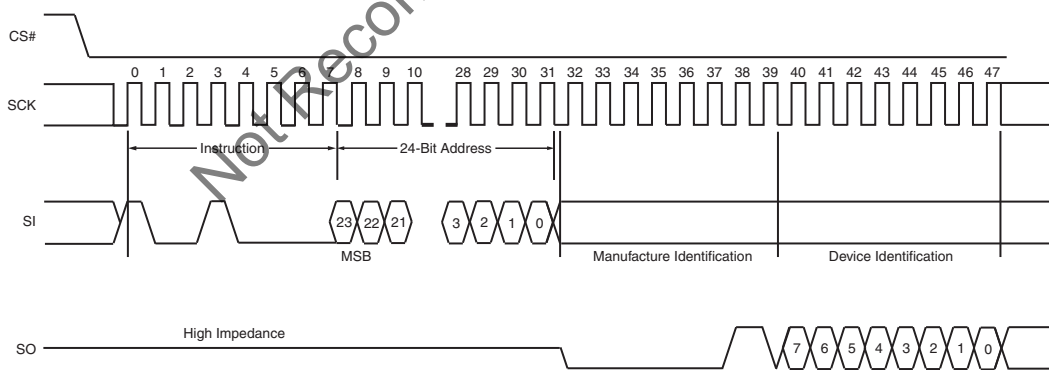 Not Recom
CS#
0 1 2 3 4 5 6 7 8 9 10 28 29 30 31 32 33 34 35 36 37 38 39 40 41 42 43 44 45 46 47
SCK
Instruction 24-Bit Address
SI 23 22 21 3 2 1 0
MSB Manufacture Identification Device Identification
High Impedance
SO 7 6 5 4 3 2 1 0